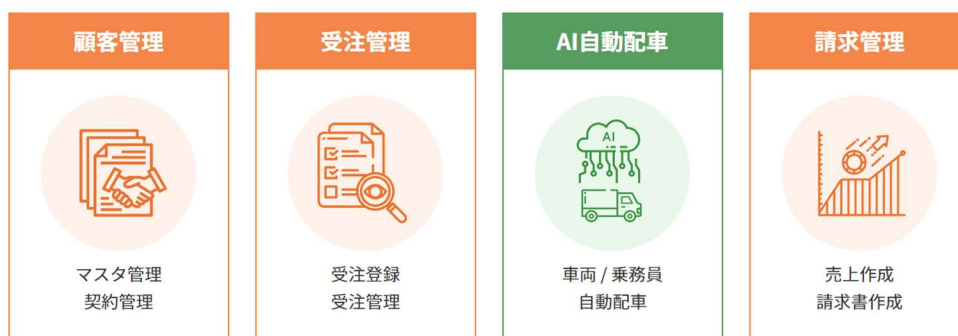 顧客管理
マスタ管理
契約管理
受注管理
受注登録
受注管理
AI自動配車
AI
車両 / 乗務員
自動配車
請求管理
売上作成
請求書作成